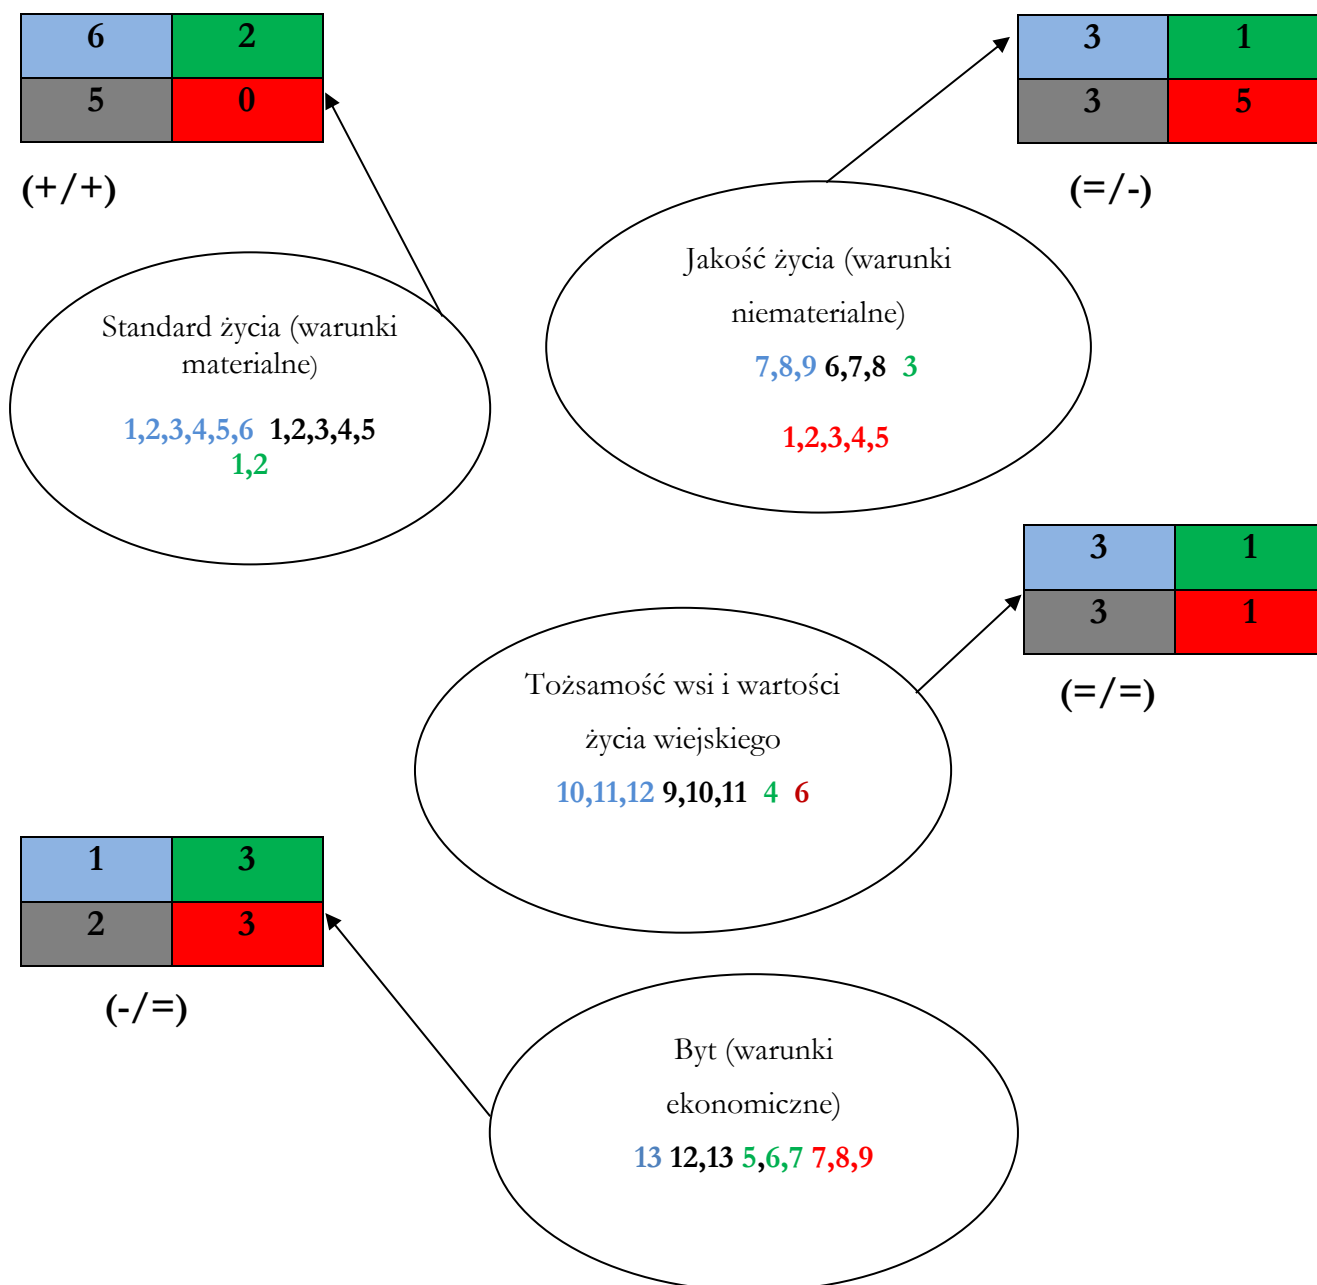 6 2
5 0
(+/+)
3 1
3 5
(=/-)
Standard życia (warunki
materialne)
1,2,3,4,5,6 1,2,3,4,5
1,2
Jakość życia (warunki
niematerialne)
7,8,9 6,7,8 3
1,2,3,4,5
3 1
3 1
(=/=)
Tożsamość wsi i wartości
życia wiejskiego
10,11,12 9,10,11 4 6
1 3
2 3
(-/=)
Byt (warunki
ekonomiczne)
13 12,13 5,6,7 7,8,9